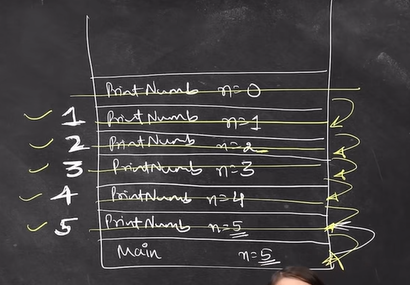 PrintNumb n=0
1 PrintNumb n=1
2 PrintNumb n=2
3 PrintNumb n=3
4 PrintNumb n=4
5 PrintNumb n=5
Main n=5